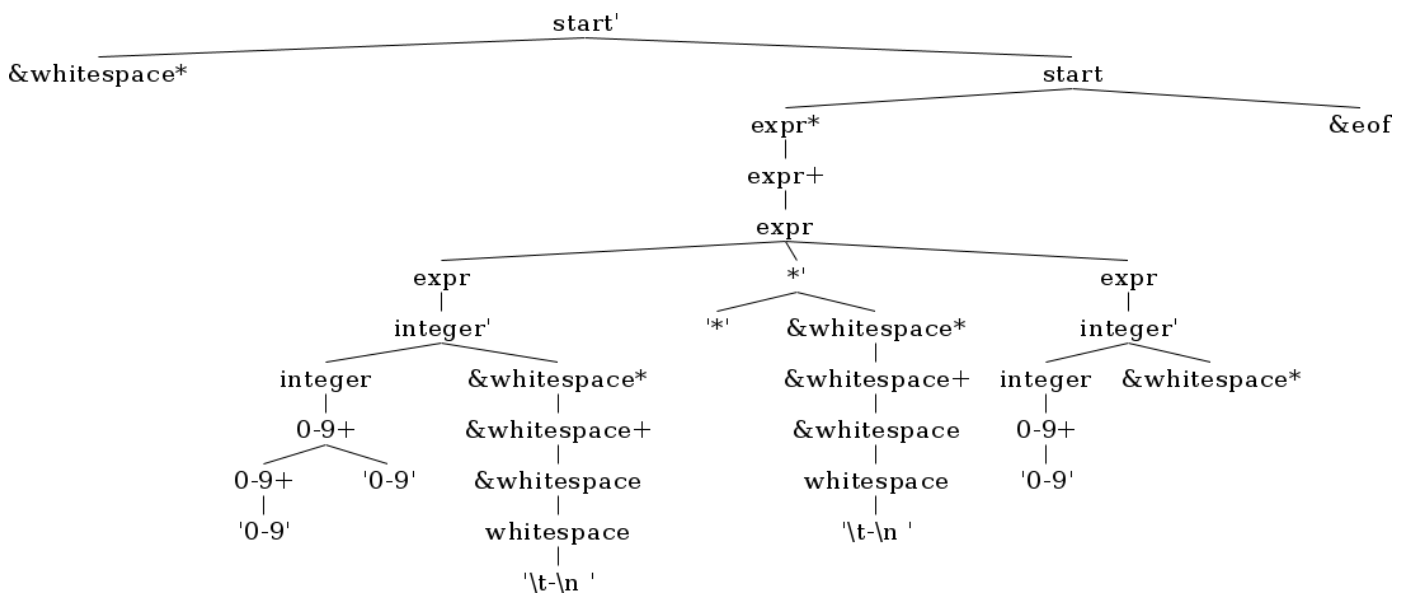 start'
&whitespace* start
expr* &eof
expr+
expr
expr *' expr
integer' '*' &whitespace* integer'
integer &whitespace* &whitespace+ integer &whitespace*
0-9+ &whitespace+ &whitespace 0-9+
0-9+ '0-9' &whitespace whitespace '0-9'
'0-9' whitespace '\t-\n '
'\t-\n '